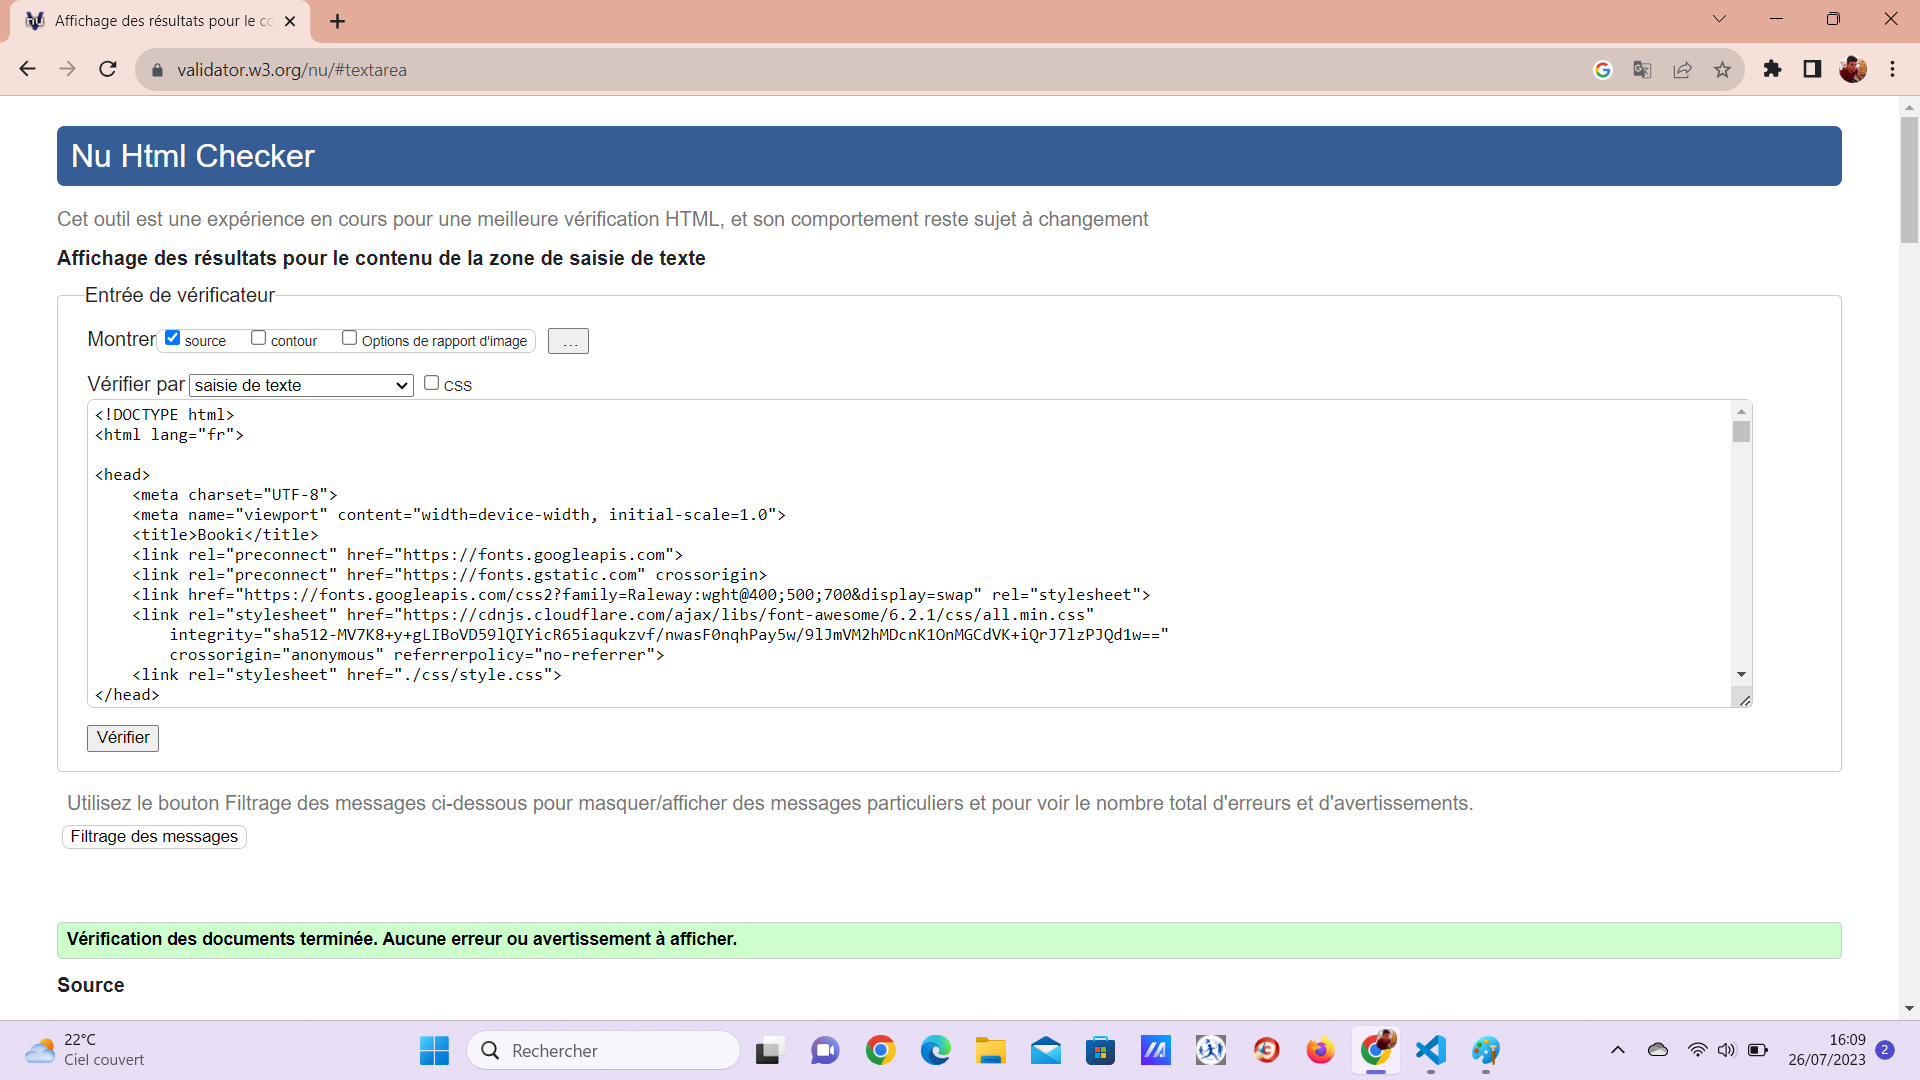 Affichage des résultats pour le co
validator.w3.org/nu/#textarea
Nu Html Checker
Cet outil est une expérience en cours pour une meilleure vérification HTML, et son comportement reste sujet à changement
Affichage des résultats pour le contenu de la zone de saisie de texte
Entrée de vérificateur
Montrer source contour Options de rapport d'image ...
Vérifier par saisie de texte CSS
<!DOCTYPE html>
<html lang="fr">
<head>
<meta charset="UTF-8">
<meta name="viewport" content="width=device-width, initial-scale=1.0">
<title>Booki</title>
<link rel="preconnect" href="https://fonts.googleapis.com">
<link rel="preconnect" href="https://fonts.gstatic.com" crossorigin>
<link href="https://fonts.googleapis.com/css2?family=Raleway:wght@400;500;700&display=swap" rel="stylesheet">
<link rel="stylesheet" href="https://cdnjs.cloudflare.com/ajax/libs/font-awesome/6.2.1/css/all.min.css"
integrity="sha512-MV7K8+y+gLIBoVD59lQIYicR65iaqukzvf/nwasF0nqhPay5w/9lJmVM2hMDcnK1OnMGCdVK+iQrJ7lzPJQd1w=="
crossorigin="anonymous" referrerpolicy="no-referrer">
<link rel="stylesheet" href="./css/style.css">
</head>
Vérifier
Utilisez le bouton Filtrage des messages ci-dessous pour masquer/afficher des messages particuliers et pour voir le nombre total d'erreurs et d'avertissements.
Filtrage des messages
Vérification des documents terminée. Aucune erreur ou avertissement à afficher.
Source
22°C
Ciel couvert
Rechercher
16:09
26/07/2023
2